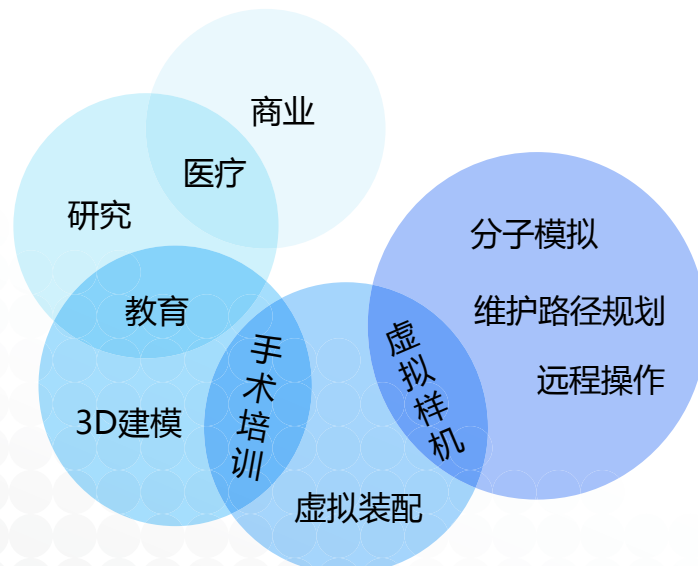 商业
医疗
研究
分子模拟
教育
维护路径规划
手术培训
虚拟样机
远程操作
3D建模
虚拟装配